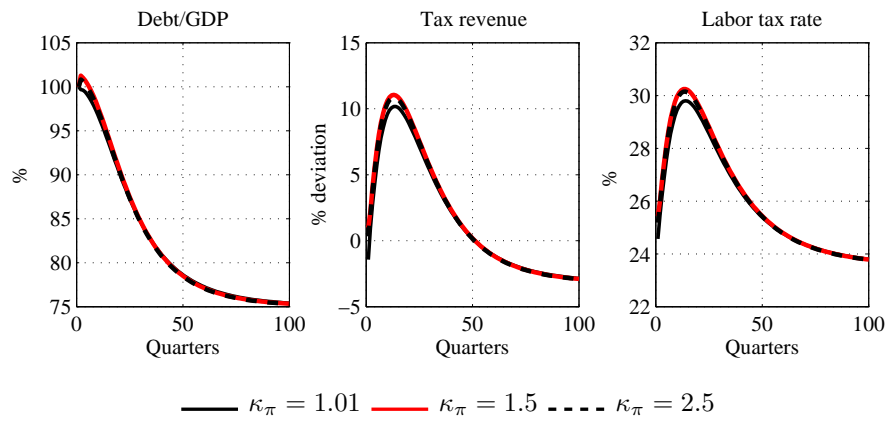 Debt/GDP
105
100
95
90
85
80
75
%
0 50 100
Quarters
Tax revenue
15
10
5
0
−5
% deviation
0 50 100
Quarters
Labor tax rate
32
30
28
26
24
22
%
0 50 100
Quarters
κπ = 1.01 κπ = 1.5 κπ = 2.5